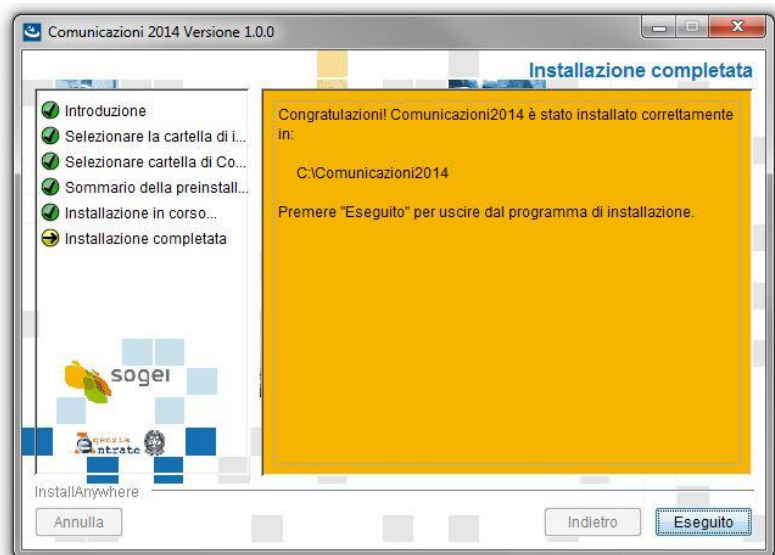 Comunicazioni 2014 Versione 1.0.0
Installazione completata
Introduzione
Selezionare la cartella di i...
Selezionare cartella di Co...
Sommario della preinstall...
Installazione in corso...
Installazione completata
Congratulazioni! Comunicazioni2014 è stato installato correttamente
in:
C:\Comunicazioni2014
Premere "Eseguito" per uscire dal programma di installazione.
sogei
Agenzia
Entrate
InstallAnywhere
Annulla
Indietro
Eseguito